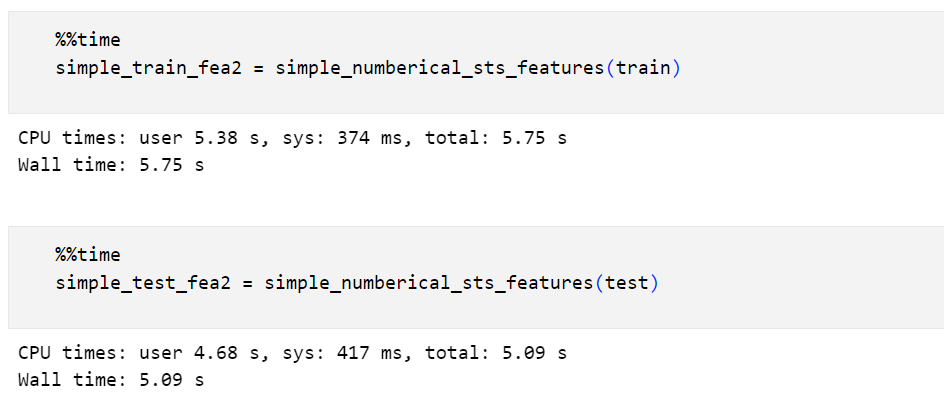 %%time
simple_train_fea2 = simple_numberical_sts_features(train)
CPU times: user 5.38 s, sys: 374 ms, total: 5.75 s
Wall time: 5.75 s
%%time
simple_test_fea2 = simple_numberical_sts_features(test)
CPU times: user 4.68 s, sys: 417 ms, total: 5.09 s
Wall time: 5.09 s